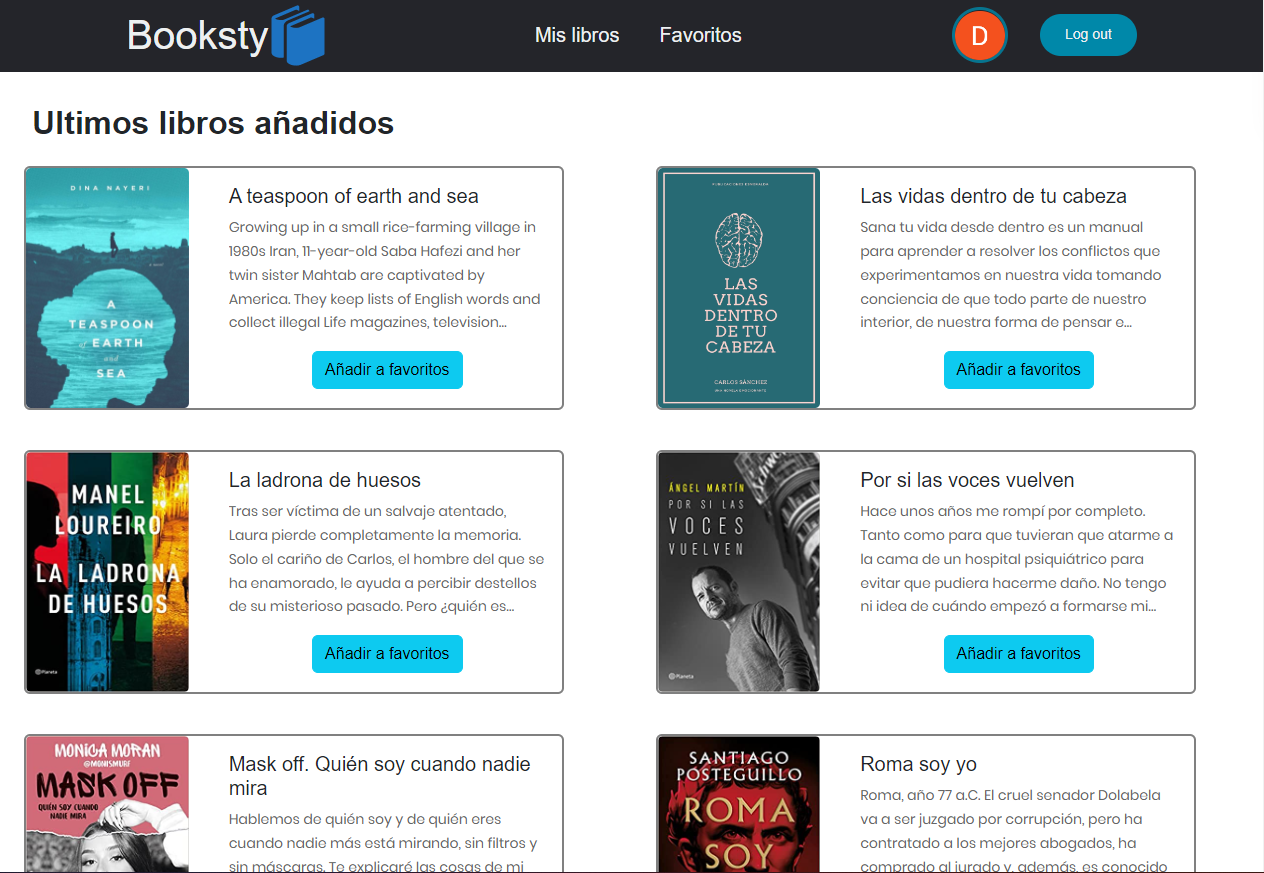 Booksty
Mis libros
Favoritos
D
Log out
Ultimos libros añadidos
DINA NAYERI
A
TEASPOON
of EARTH
and
SEA
A teaspoon of earth and sea
Growing up in a small rice-farming village in
1980s Iran, 11-year-old Saba Hafezi and her
twin sister Mahtab are captivated by
America. They keep lists of English words and
collect illegal Life magazines, television...
Añadir a favoritos
LAS
VIDAS
DENTRO
DE TU
CABEZA
CARLOS SÁNCHEZ
Las vidas dentro de tu cabeza
Sana tu vida desde dentro es un manual
para aprender a resolver los conflictos que
experimentamos en nuestra vida tomando
conciencia de que todo parte de nuestro
interior, de nuestra forma de pensar e...
Añadir a favoritos
MANEL
LOUREIRO
LA LADRONA
DE HUESOS
Planeta
La ladrona de huesos
Tras ser víctima de un salvaje atentado,
Laura pierde completamente la memoria.
Solo el cariño de Carlos, el hombre del que se
ha enamorado, le ayuda a percibir destellos
de su misterioso pasado. Pero ¿quién es...
Añadir a favoritos
ÁNGEL MARTÍN
POR SI LAS
VOCES
VUELVEN
Planeta
Por si las voces vuelven
Hace unos años me rompí por completo.
Tanto como para que tuvieran que atarme a
la cama de un hospital psiquiátrico para
evitar que pudiera hacerme daño. No tengo
ni idea de cuándo empezó a formarse mi...
Añadir a favoritos
MONICA MORAN
@MONISMURF
MASK OFF
QUIÉN SOY CUANDO
NADIE MIRA
Mask off. Quién soy cuando nadie
mira
Hablemos de quién soy y de quién eres
cuando nadie más está mirando, sin filtros y
sin máscaras. Te explicaré las cosas de mi
SANTIAGO
POSTEGUILLO
ROMA
SOY
Roma soy yo
Roma, año 77 a.C. El cruel senador Dolabela
va a ser juzgado por corrupción, pero ha
contratado a los mejores abogados, ha
comprado al jurado y, además, es conocido